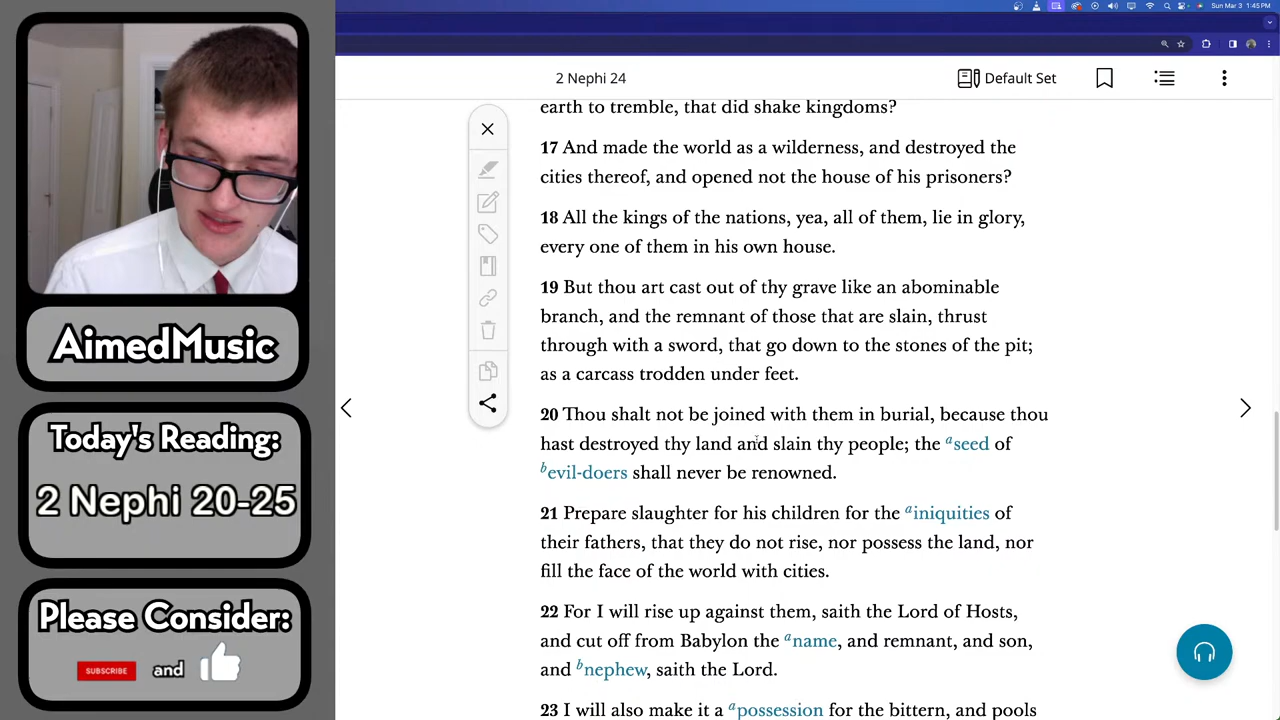 Sun Mar 3 1:45 PM
2 Nephi 24
Default Set
earth to tremble, that did shake kingdoms?
17 And made the world as a wilderness, and destroyed the
cities thereof, and opened not the house of his prisoners?
18 All the kings of the nations, yea, all of them, lie in glory,
every one of them in his own house.
19 But thou art cast out of thy grave like an abominable
branch, and the remnant of those that are slain, thrust
through with a sword, that go down to the stones of the pit;
as a carcass trodden under feet.
20 Thou shalt not be joined with them in burial, because thou
hast destroyed thy land and slain thy people; the a seed of
b evil-doers shall never be renowned.
21 Prepare slaughter for his children for the a iniquities of
their fathers, that they do not rise, nor possess the land, nor
fill the face of the world with cities.
22 For I will rise up against them, saith the Lord of Hosts,
and cut off from Babylon the a name, and remnant, and son,
and b nephew, saith the Lord.
23 I will also make it a a possession for the bittern, and pools
AimedMusic
Today's Reading:
2 Nephi 20-25
Please Consider:
SUBSCRIBE and